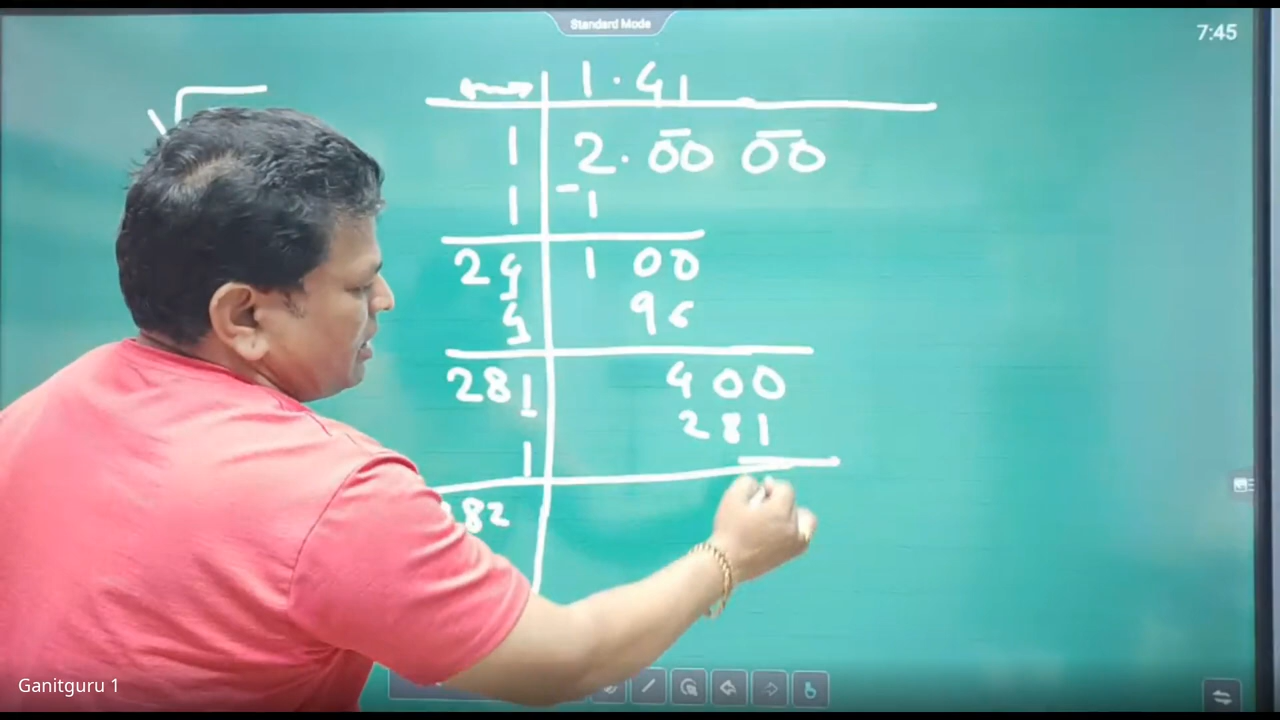 Standard Mode
7:45
1.41
1 2.00 00
1 -1
24 1 00
4 96
281 400
1 281
82
Ganitguru 1